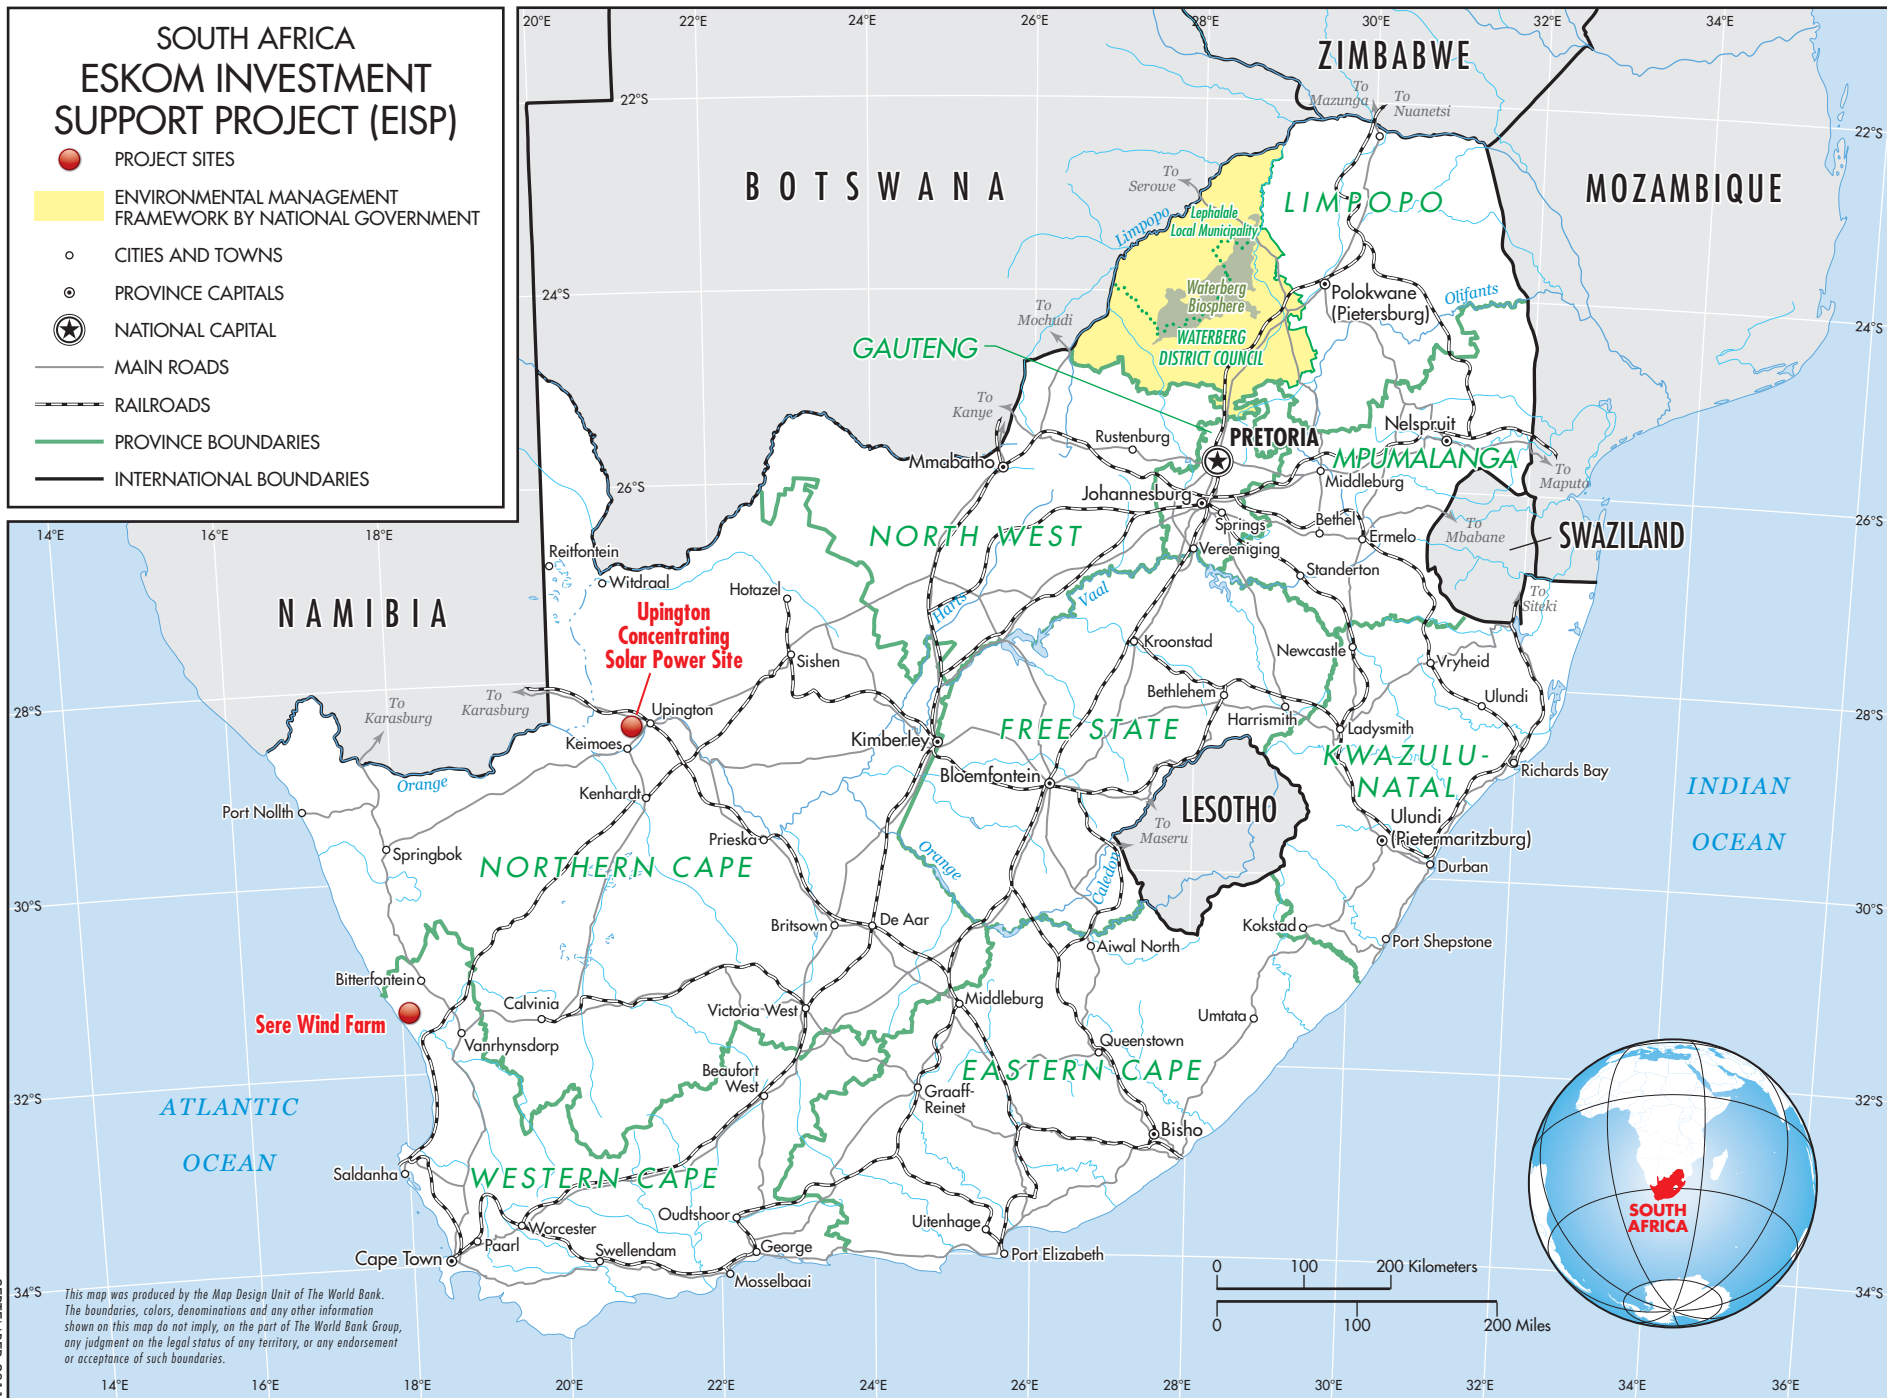 SOUTH AFRICA
ESKOM INVESTMENT
SUPPORT PROJECT (EISP)
PROJECT SITES
ENVIRONMENTAL MANAGEMENT
FRAMEWORK BY NATIONAL GOVERNMENT
CITIES AND TOWNS
PROVINCE CAPITALS
NATIONAL CAPITAL
MAIN ROADS
RAILROADS
PROVINCE BOUNDARIES
INTERNATIONAL BOUNDARIES
20°E
22°E
24°E
26°E
28°E
30°E
32°E
34°E
22°S
24°S
26°S
22°S
24°S
26°S
28°S
30°S
32°S
34°S
14°E
16°E
18°E
28°S
30°S
32°S
34°S
14°E
16°E
18°E
20°E
22°E
24°E
26°E
28°E
30°E
32°E
34°E
36°E
ZIMBABWE
BOTSWANA
MOZAMBIQUE
NAMIBIA
SWAZILAND
LESOTHO
To
Mazunga
To
Nuanetsi
To
Serowe
To
Mochudi
To
Kanye
To
Maputo
To
Mbabane
To
Siteki
To
Karasburg
To
Karasburg
To
Maseru
LIMPOPO
GAUTENG
MPUMALANGA
NORTH WEST
FREE STATE
KWAZULU-
NATAL
NORTHERN CAPE
EASTERN CAPE
WESTERN CAPE
Lephalale
Local Municipality
Waterberg
Biosphere
WATERBERG
DISTRICT COUNCIL
Limpopo
Olifants
Harts
Vaal
Orange
Orange
Caledon
Polokwane
(Pietersburg)
Rustenburg
PRETORIA
Nelspruit
Mmabatho
Johannesburg
Middleburg
Springs
Bethel
Ermelo
Vereeniging
Standerton
Reitfontein
Witdraal
Hotazel
Upington
Concentrating
Solar Power Site
Sishen
Kroonstad
Newcastle
Vryheid
Bethlehem
Ulundi
Harrismith
Ladysmith
Upington
Keimoes
Kimberley
Bloemfontein
Richards Bay
Port Nollth
Kenhardt
Prieska
Springbok
Ulundi
(Pietermaritzburg)
Durban
Britsown
De Aar
Aiwal North
Kokstad
Port Shepstone
Bitterfontein
Sere Wind Farm
Calvinia
Vanrhynsdorp
Victoria West
Middleburg
Umtata
Queenstown
Beaufort
West
Graaff-
Reinet
Bisho
Saldanha
Oudtshoor
Uitenhage
Worcester
Paarl
Cape Town
Swellendam
George
Mosselbaai
Port Elizabeth
INDIAN
OCEAN
ATLANTIC
OCEAN
0
100
200 Kilometers
0
100
200 Miles
SOUTH
AFRICA
This map was produced by the Map Design Unit of The World Bank.
The boundaries, colors, denominations and any other information
shown on this map do not imply, on the part of The World Bank Group,
any judgment on the legal status of any territory, or any endorsement
or acceptance of such boundaries.